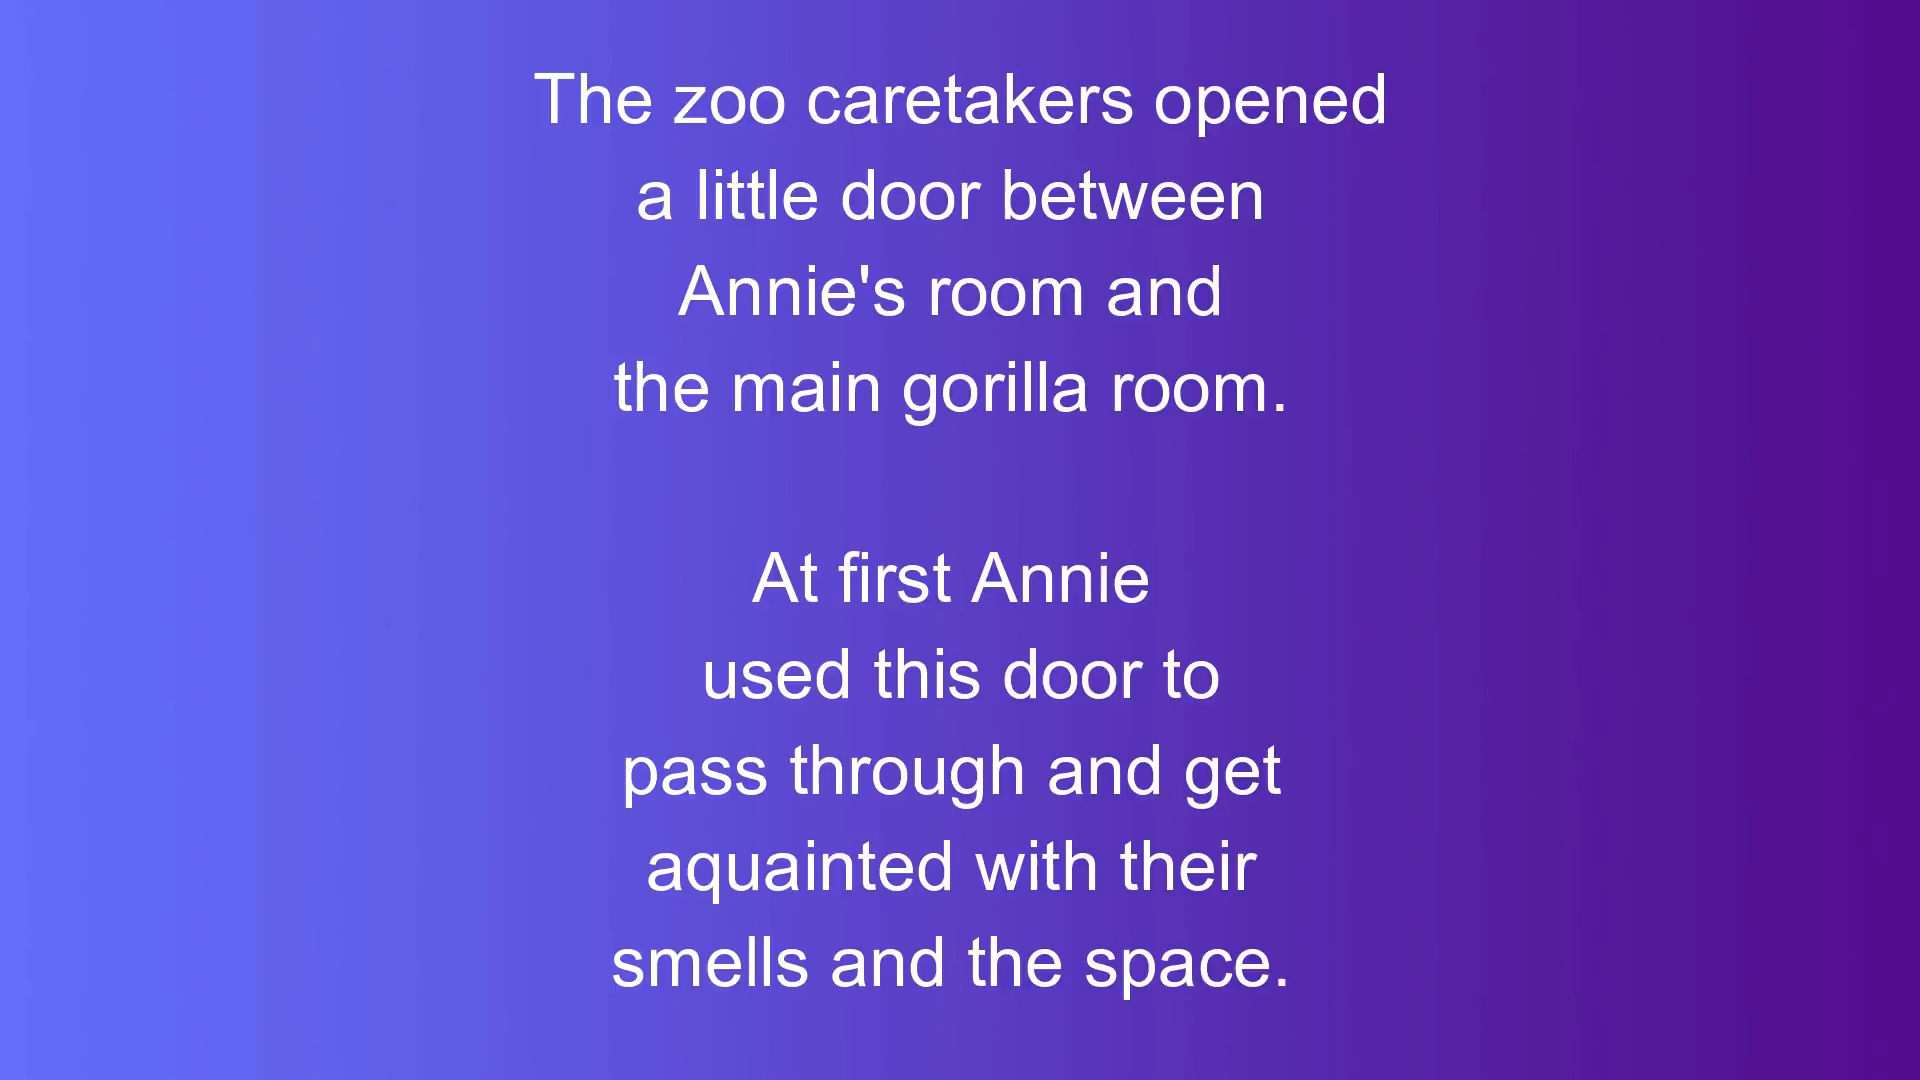 The zoo caretakers opened
a little door between
Annie's room and
the main gorilla room.
At first Annie
used this door to
pass through and get
aquainted with their
smells and the space.